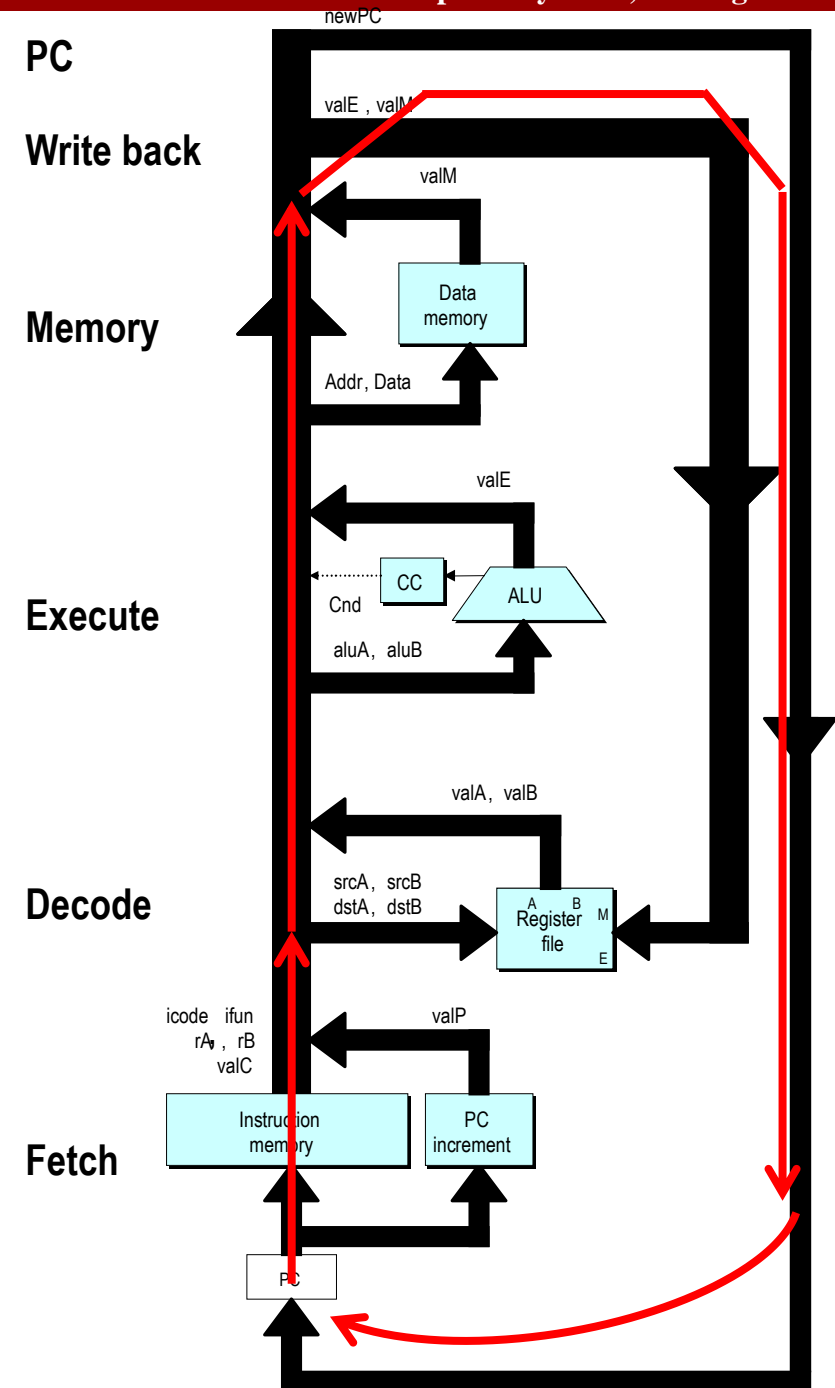 newPC
PC
valE , valM
Write back
valM
Data
memory
Memory
Addr, Data
valE
CC
ALU
Cnd
Execute
aluA, aluB
valA, valB
srcA, srcB
dstA, dstB
Decode
A B
M
Register
file
E
icode ifun
rA, , rB
valC
valP
Instruction
memory
PC
increment
Fetch
PC